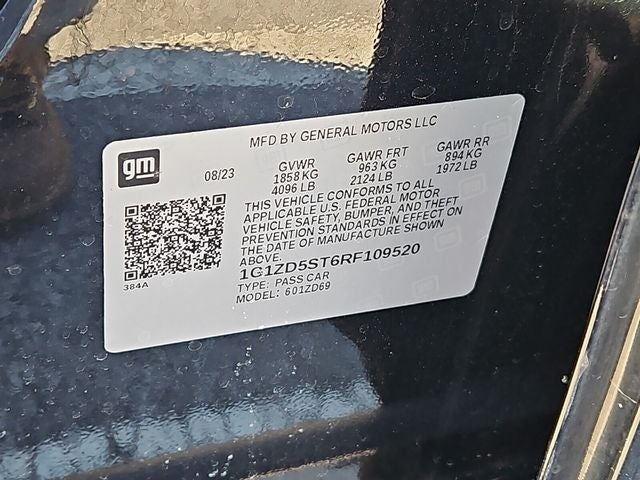 MFD BY GENERAL MOTORS LLC
gm
08/23 GVWR GAWR FRT GAWR RR
1858 KG 963 KG 894 KG
4096 LB 2124 LB 1972 LB
THIS VEHICLE CONFORMS TO ALL
APPLICABLE U.S. FEDERAL MOTOR
VEHICLE SAFETY, BUMPER, AND THEFT
PREVENTION STANDARDS IN EFFECT ON
THE DATE OF MANUFACTURE SHOWN
ABOVE.
1G1ZD5ST6RF109520
384A TYPE: PASS CAR
MODEL: 601ZD69